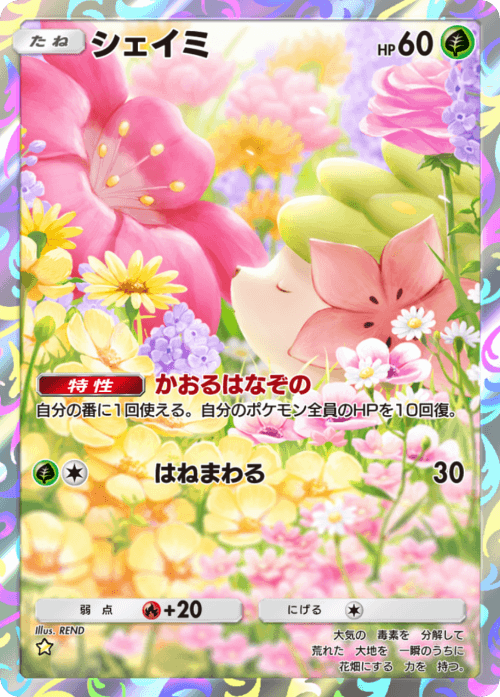 たね シェイミ HP60
特性 かおるはなぞの
自分の番に1回使える。自分のポケモン全員のHPを10回復。
はねまわる 30
弱点 +20 にげる
Illus. REND
大気の 毒素を 分解して
荒れた 大地を 一瞬のうちに
花畑にする 力を 持つ。